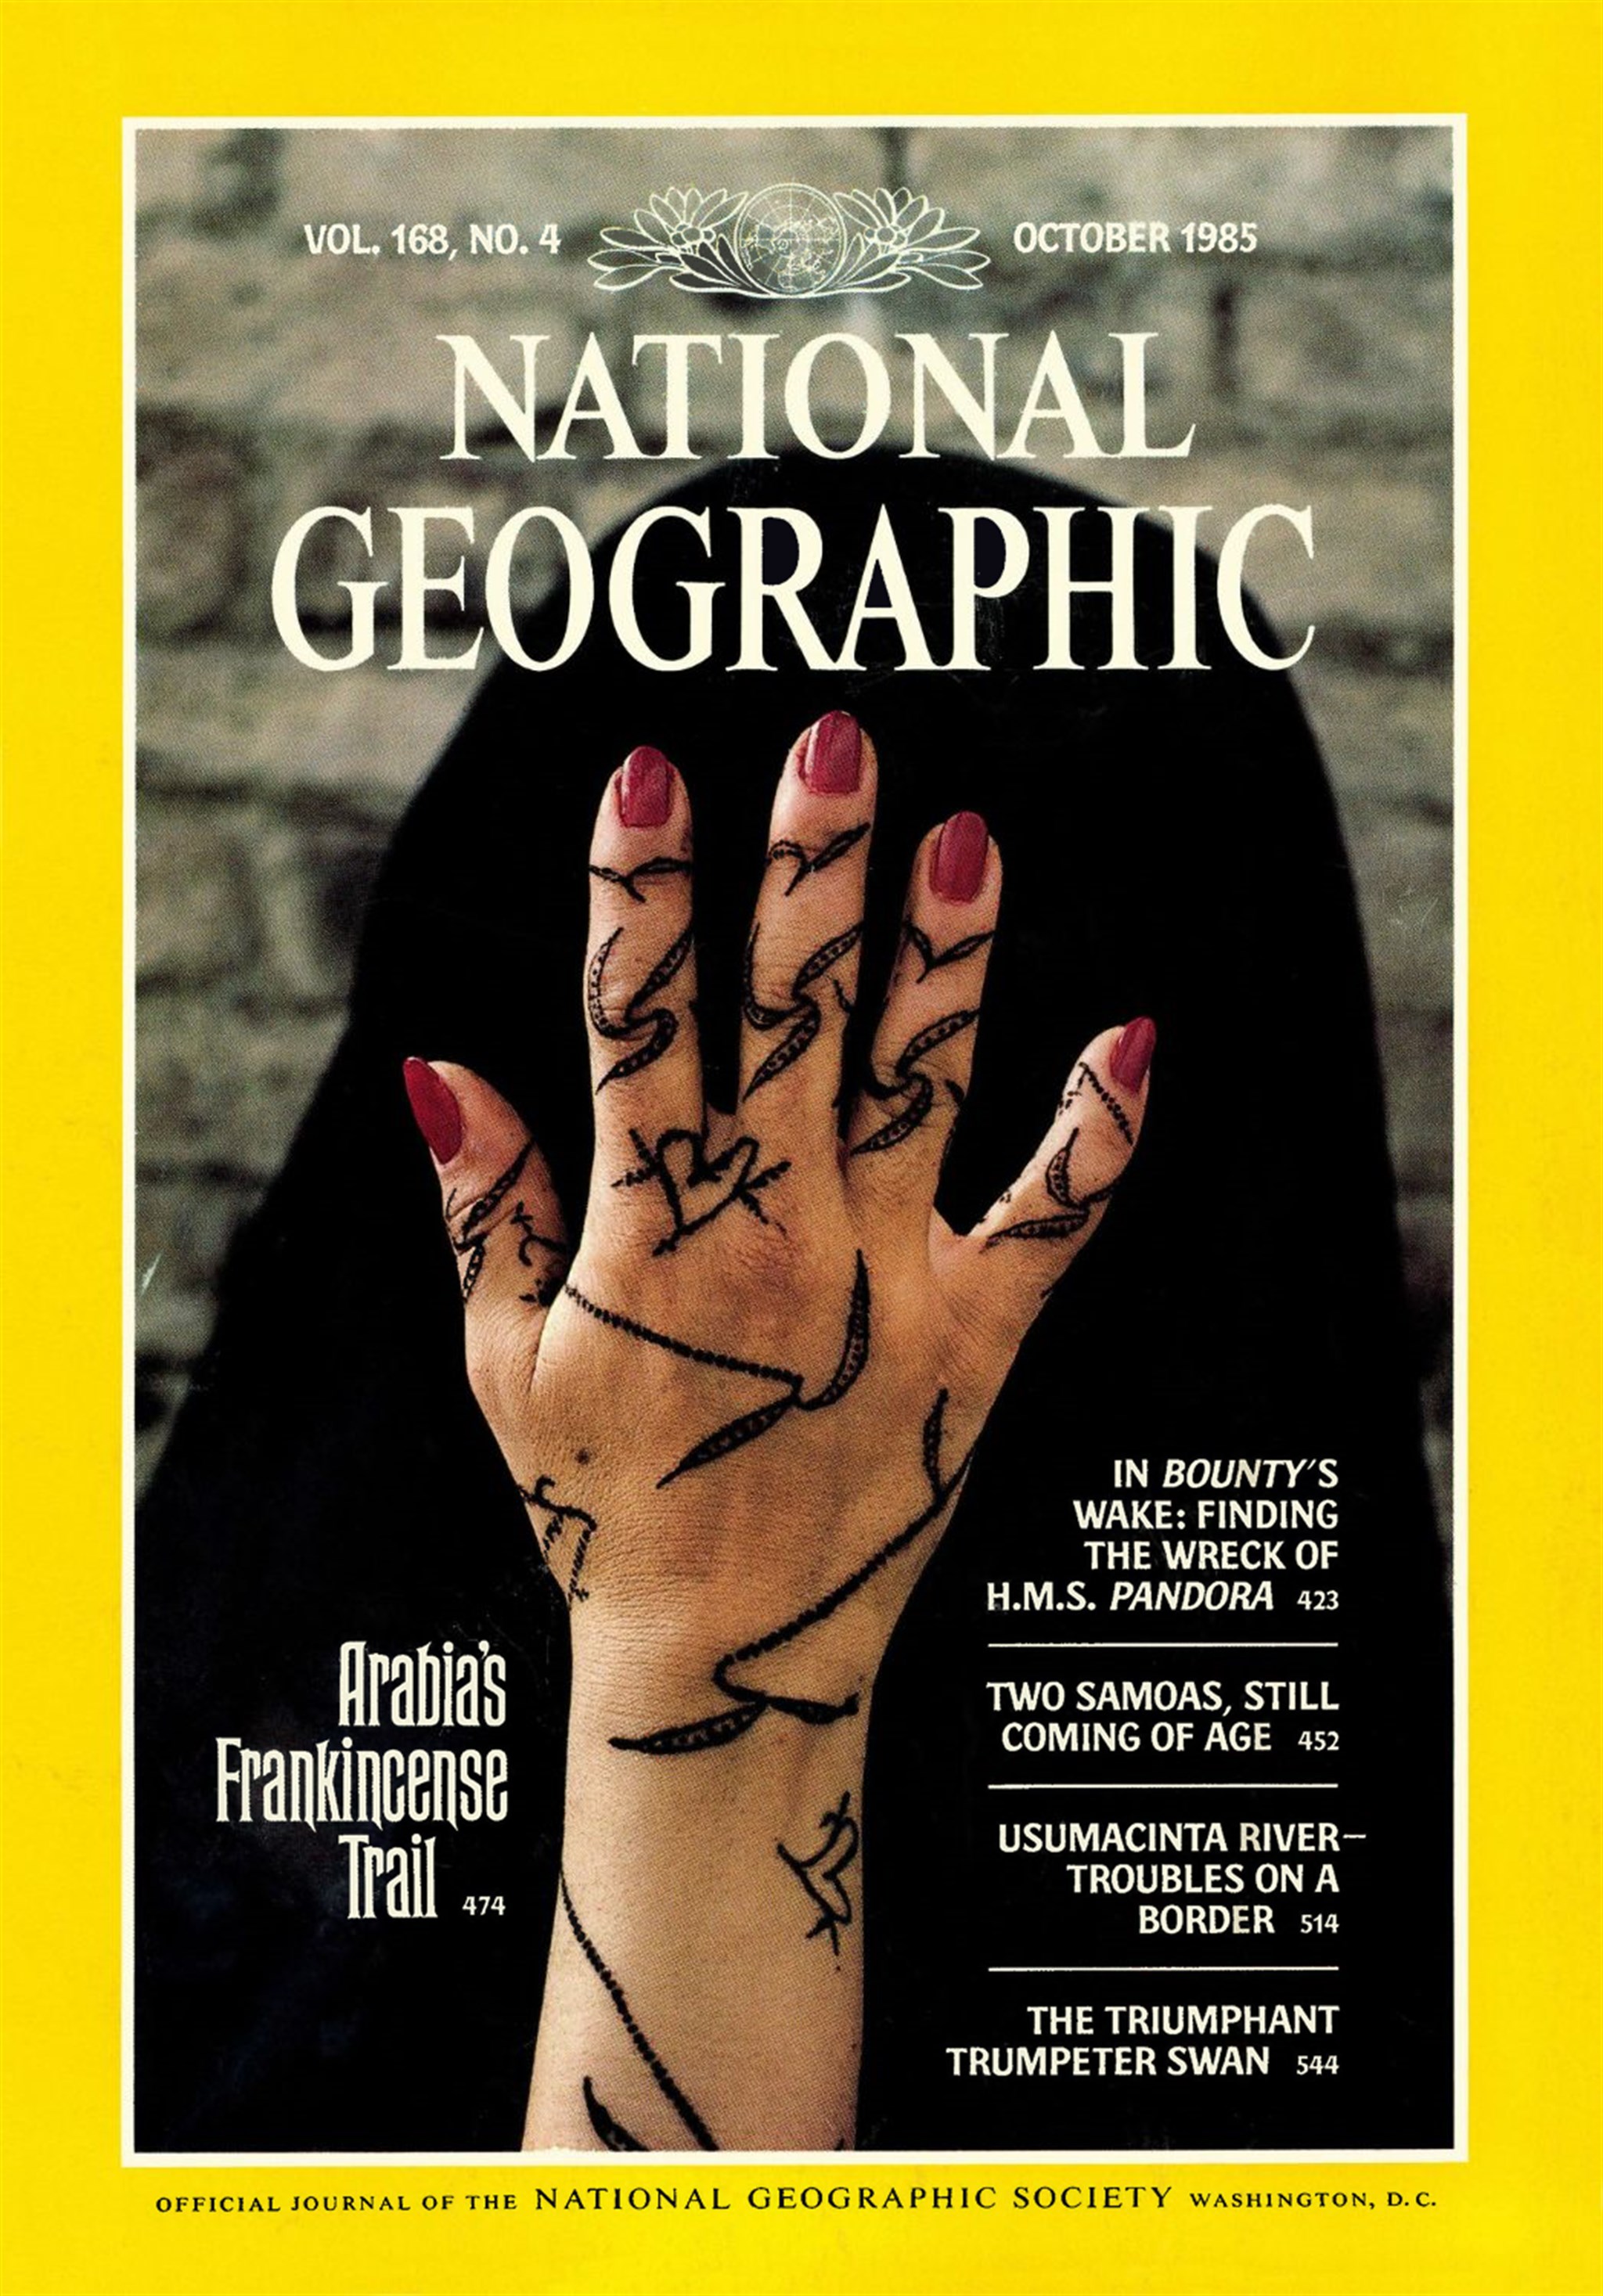 VOL. 168, NO. 4
OCTOBER 1985
NATIONAL
GEOGRAPHIC
Arabia's
Frankincense
Trail 474
IN BOUNTY'S
WAKE: FINDING
THE WRECK OF
H.M.S. PANDORA 423
TWO SAMOAS, STILL
COMING OF AGE 452
USUMACINTA RIVER–
TROUBLES ON A
BORDER 514
THE TRIUMPHANT
TRUMPETER SWAN 544
OFFICIAL JOURNAL OF THE NATIONAL GEOGRAPHIC SOCIETY WASHINGTON, D.C.